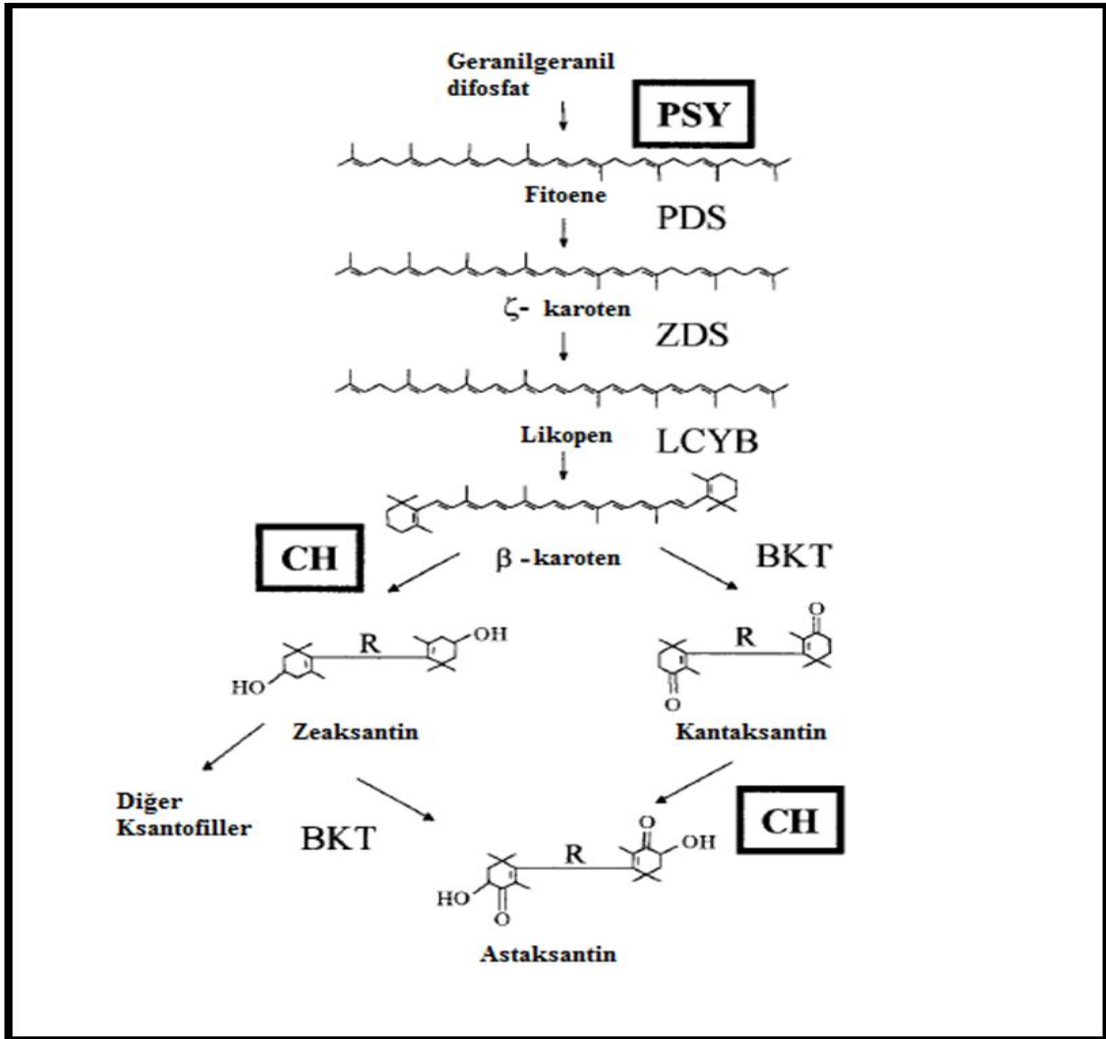 Geranilgeranil
difosfat
PSY
Fitoene
PDS
ζ- karoten
ZDS
Likopen
LCYB
CH
β -karoten
BKT
O
R
OH
HO
R
O
Zeaksantin
Kantaksantin
Diğer
Ksantofiller
BKT
CH
O
OH
R
HO
O
Astaksantin